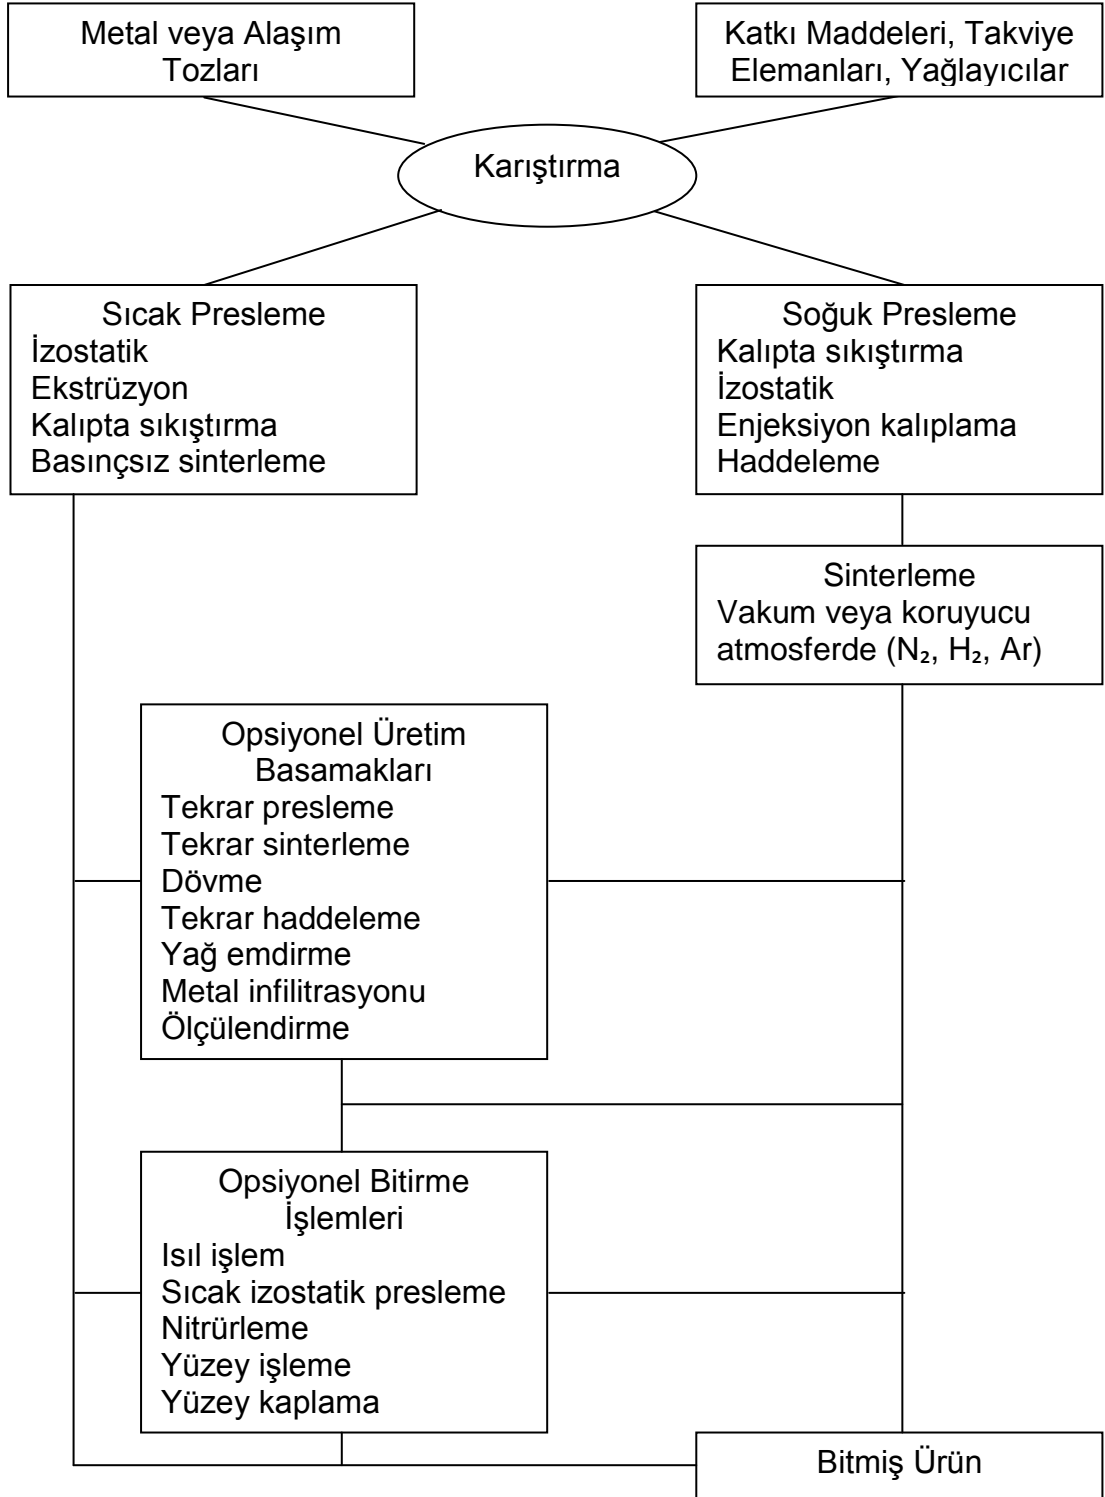 Metal veya Alaşım
Tozları
Katkı Maddeleri, Takviye
Elemanları, Yağlayıcılar
Karıştırma
Sıcak Presleme
İzostatik
Ekstrüzyon
Kalıpta sıkıştırma
Basınçsız sinterleme
Soğuk Presleme
Kalıpta sıkıştırma
İzostatik
Enjeksiyon kalıplama
Haddeleme
Sinterleme
Vakum veya koruyucu
atmosferde (N₂, H₂, Ar)
Opsiyonel Üretim
Basamakları
Tekrar presleme
Tekrar sinterleme
Dövme
Tekrar haddeleme
Yağ emdirme
Metal infilitrasyonu
Ölçülendirme
Opsiyonel Bitirme
İşlemleri
Isıl işlem
Sıcak izostatik presleme
Nitrürleme
Yüzey işleme
Yüzey kaplama
Bitmiş Ürün